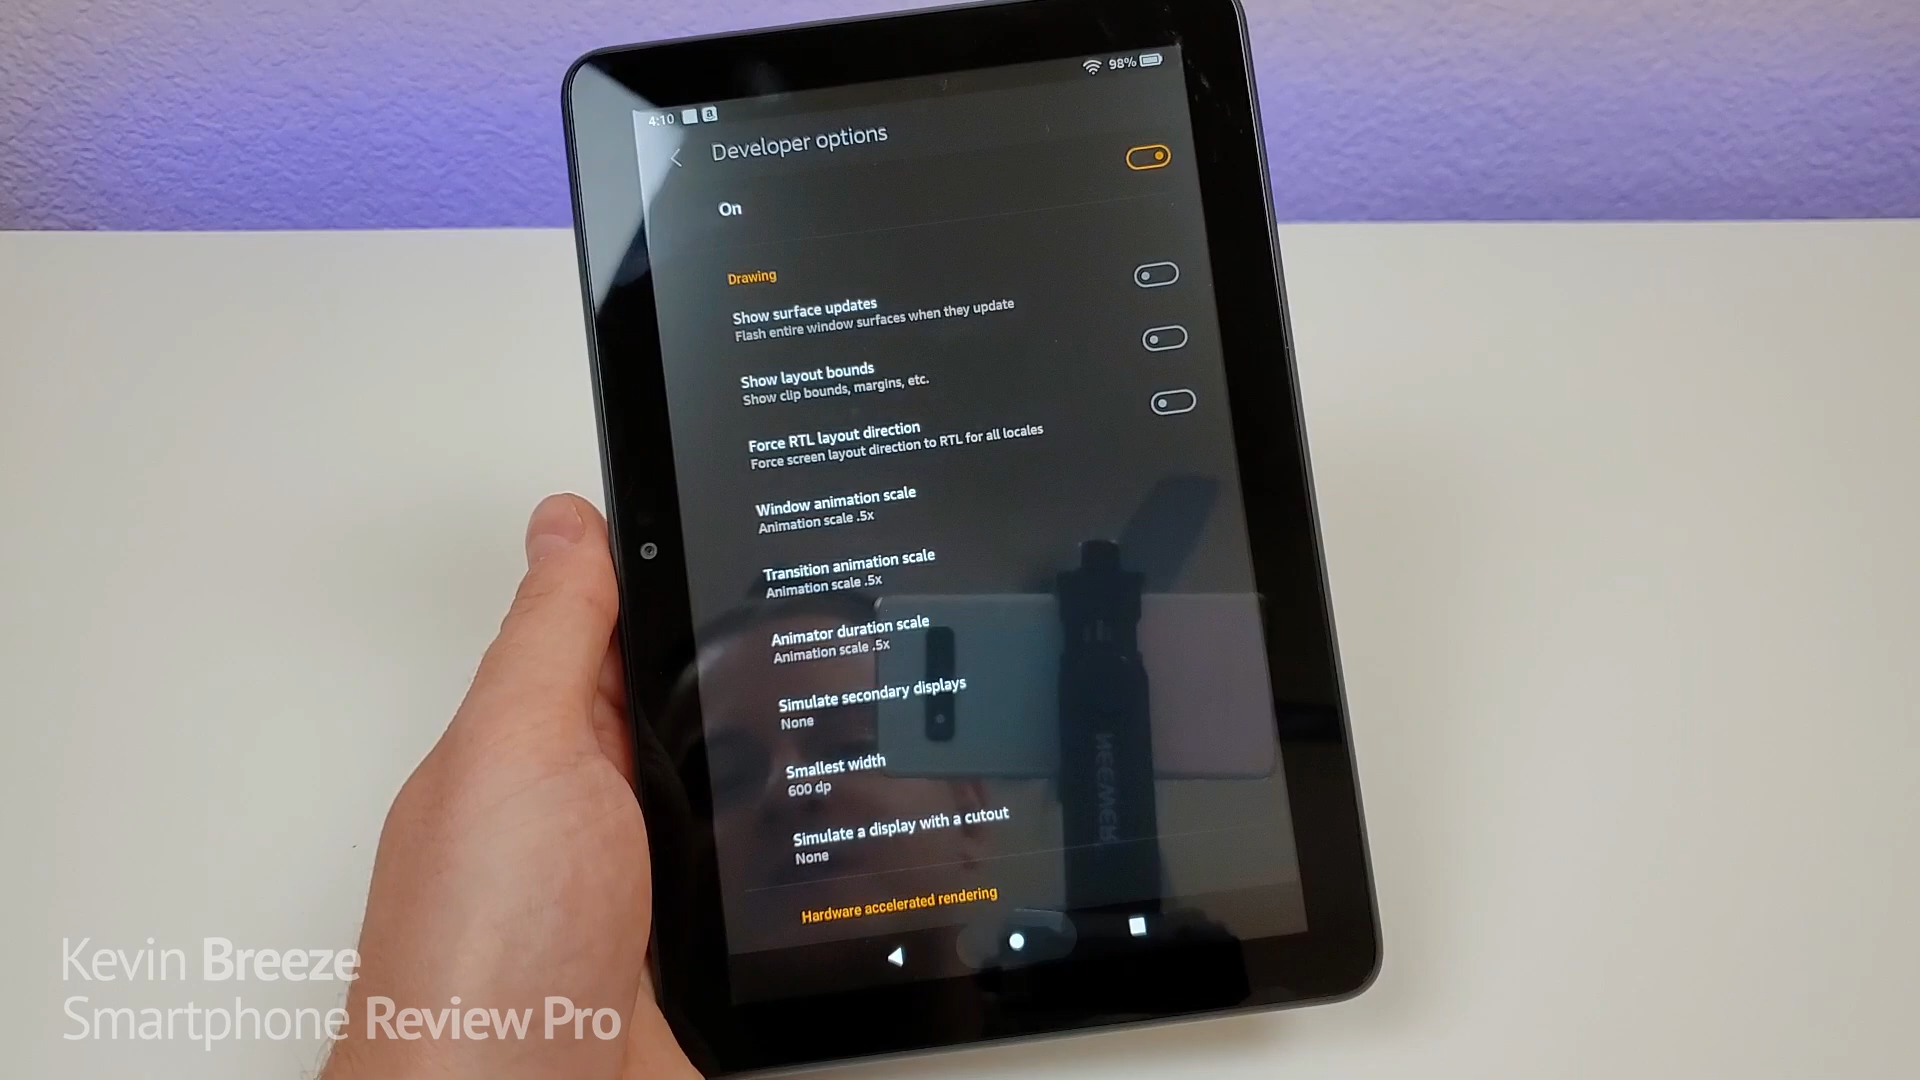 4:10
98%
Developer options
On
Drawing
Show surface updates
Flash entire window surfaces when they update
Show layout bounds
Show clip bounds, margins, etc.
Force RTL layout direction
Force screen layout direction to RTL for all locales
Window animation scale
Animation scale .5x
Transition animation scale
Animation scale .5x
Animator duration scale
Animation scale .5x
Simulate secondary displays
None
Smallest width
600 dp
Simulate a display with a cutout
None
Hardware accelerated rendering
NEEWER
Kevin Breeze
Smartphone Review Pro